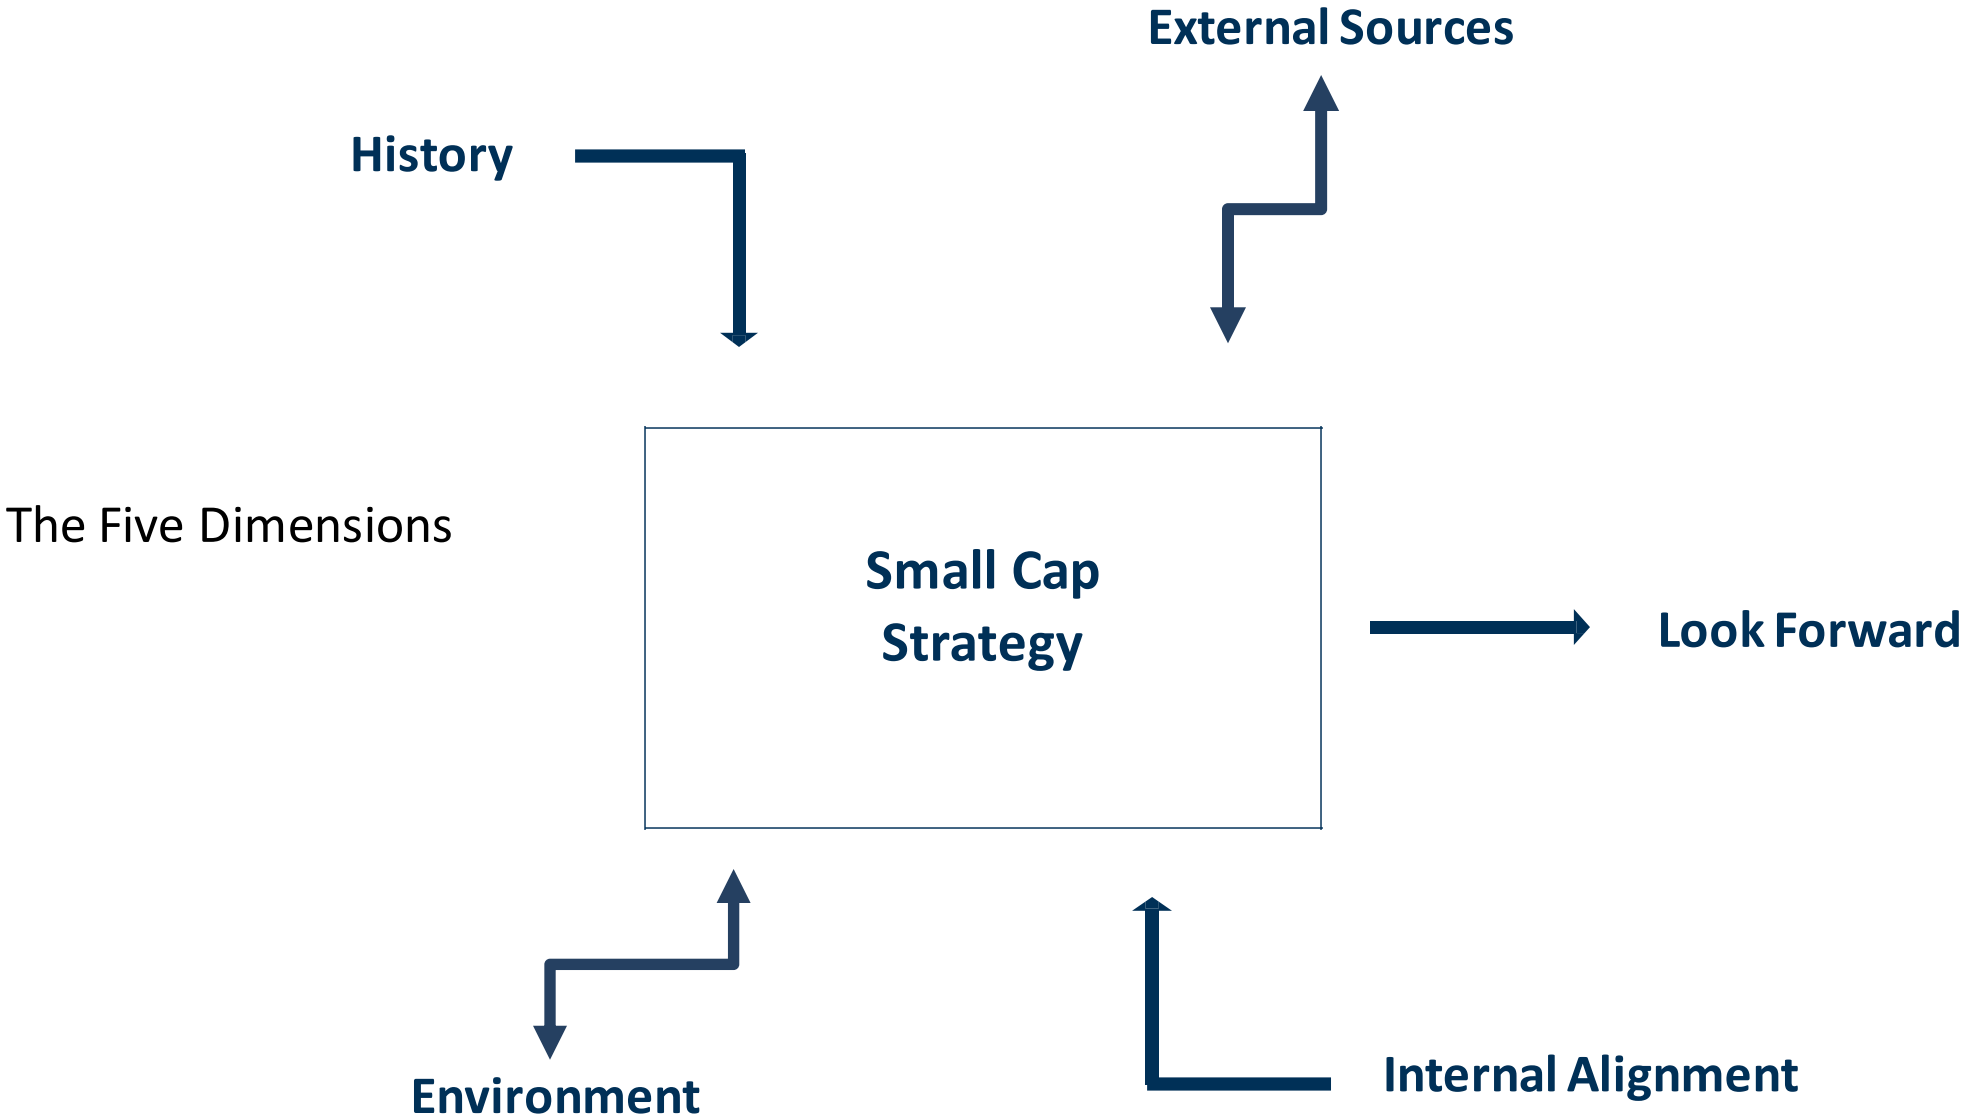 External Sources
History
The Five Dimensions
Small Cap
Strategy
Look Forward
Internal Alignment
Environment